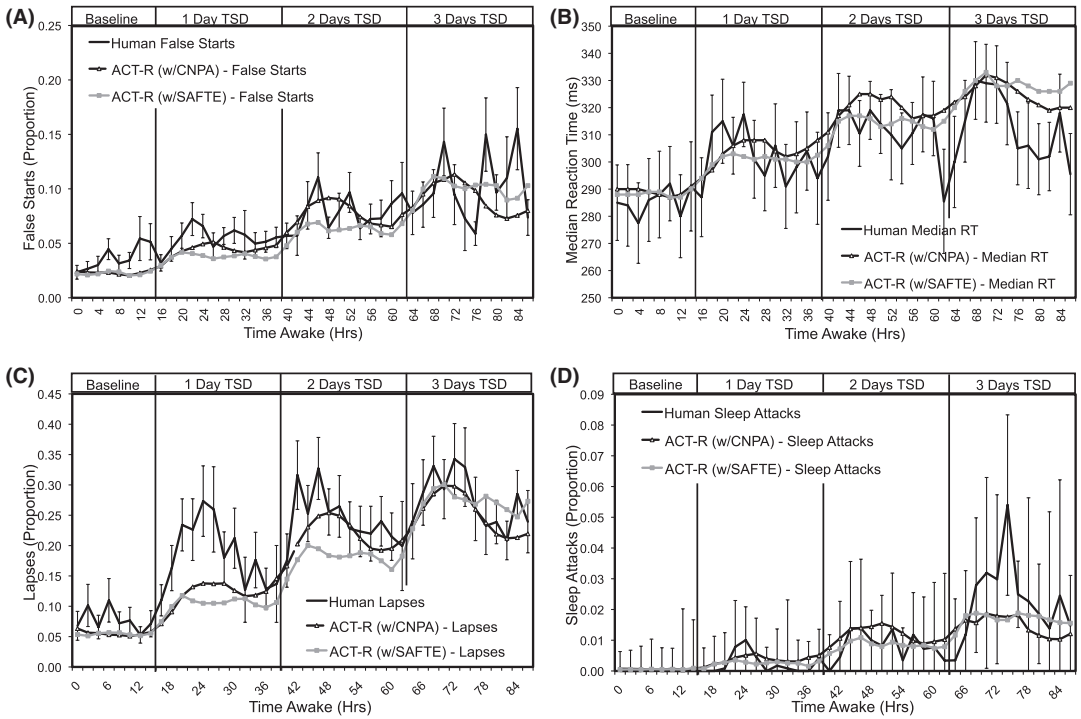 (A)
Baseline 1 Day TSD 2 Days TSD 3 Days TSD
False Starts (Proportion)
0.25
0.20
0.15
0.10
0.05
0.00
Human False Starts
ACT-R (w/CNPA) - False Starts
ACT-R (w/SAFTE) - False Starts
0 4 8 12 16 20 24 28 32 36 40 44 48 52 56 60 64 68 72 76 80 84
Time Awake (Hrs)
(B)
Baseline 1 Day TSD 2 Days TSD 3 Days TSD
Median Reaction Time (ms)
350
340
330
320
310
300
290
280
270
260
250
Human Median RT
ACT-R (w/CNPA) - Median RT
ACT-R (w/SAFTE) - Median RT
0 4 8 12 16 20 24 28 32 36 40 44 48 52 56 60 64 68 72 76 80 84
Time Awake (Hrs)
(C)
Baseline 1 Day TSD 2 Days TSD 3 Days TSD
Lapses (Proportion)
0.45
0.40
0.35
0.30
0.25
0.20
0.15
0.10
0.05
0.00
Human Lapses
ACT-R (w/CNPA) - Lapses
ACT-R (w/SAFTE) - Lapses
0 6 12 18 24 30 36 42 48 54 60 66 72 78 84
Time Awake (Hrs)
(D)
Baseline 1 Day TSD 2 Days TSD 3 Days TSD
Sleep Attacks (Proportion)
0.09
0.08
0.07
0.06
0.05
0.04
0.03
0.02
0.01
0.00
Human Sleep Attacks
ACT-R (w/CNPA) - Sleep Attacks
ACT-R (w/SAFTE) - Sleep Attacks
0 6 12 18 24 30 36 42 48 54 60 66 72 78 84
Time Awake (Hrs)